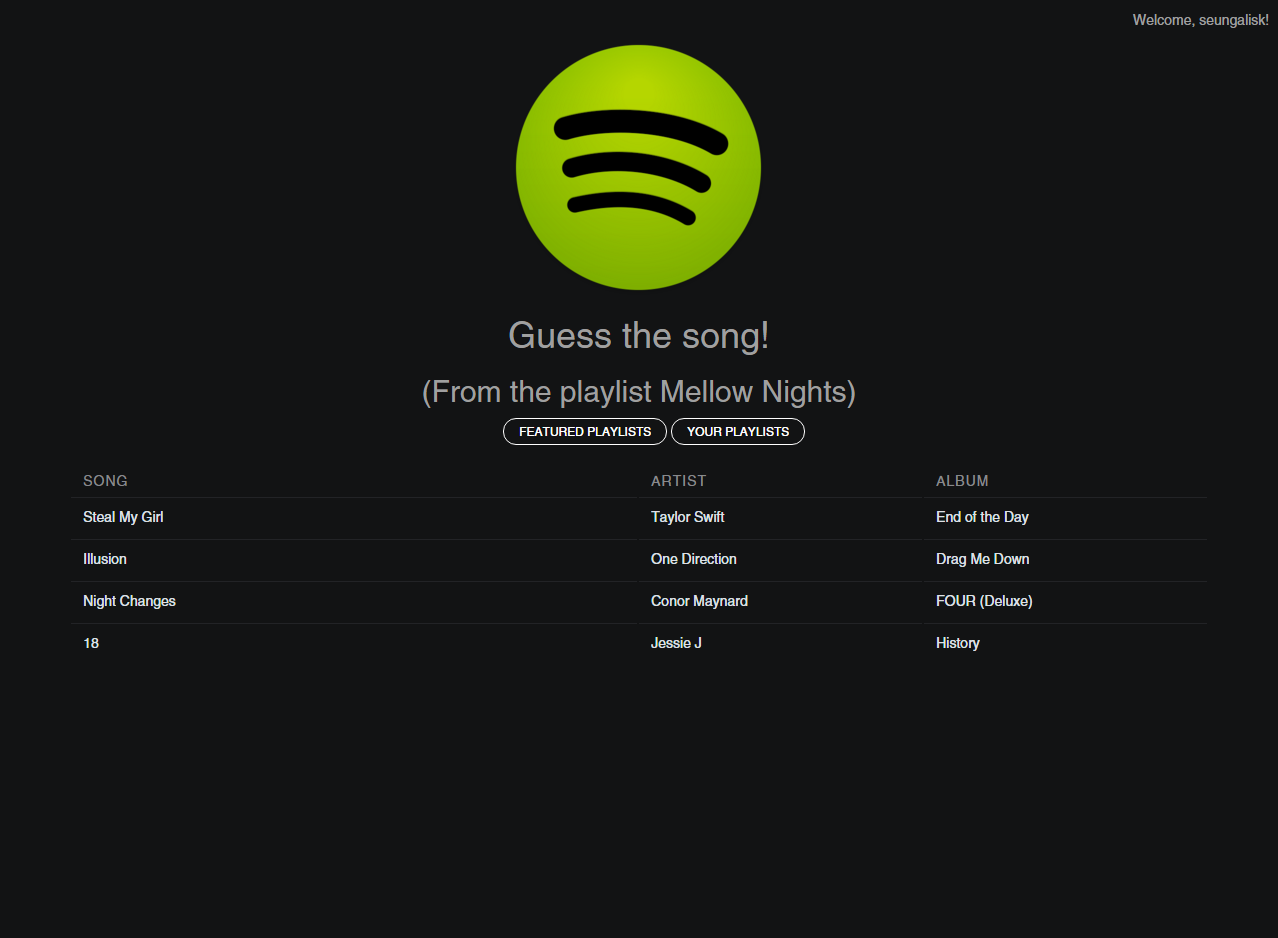 Welcome, seungalisk!
Guess the song!
(From the playlist Mellow Nights)
FEATURED PLAYLISTS YOUR PLAYLISTS
SONG ARTIST ALBUM
Steal My Girl Taylor Swift End of the Day
Illusion One Direction Drag Me Down
Night Changes Conor Maynard FOUR (Deluxe)
18 Jessie J History